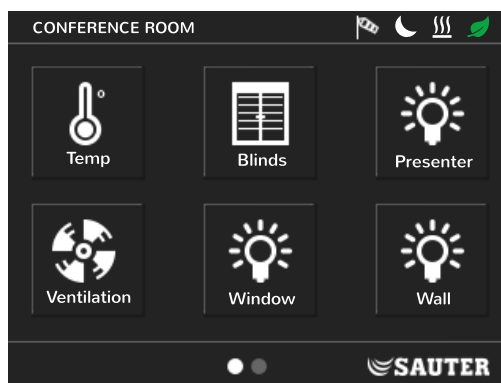 CONFERENCE ROOM
Temp
Blinds
Presenter
Ventilation
Window
Wall
SAUTER